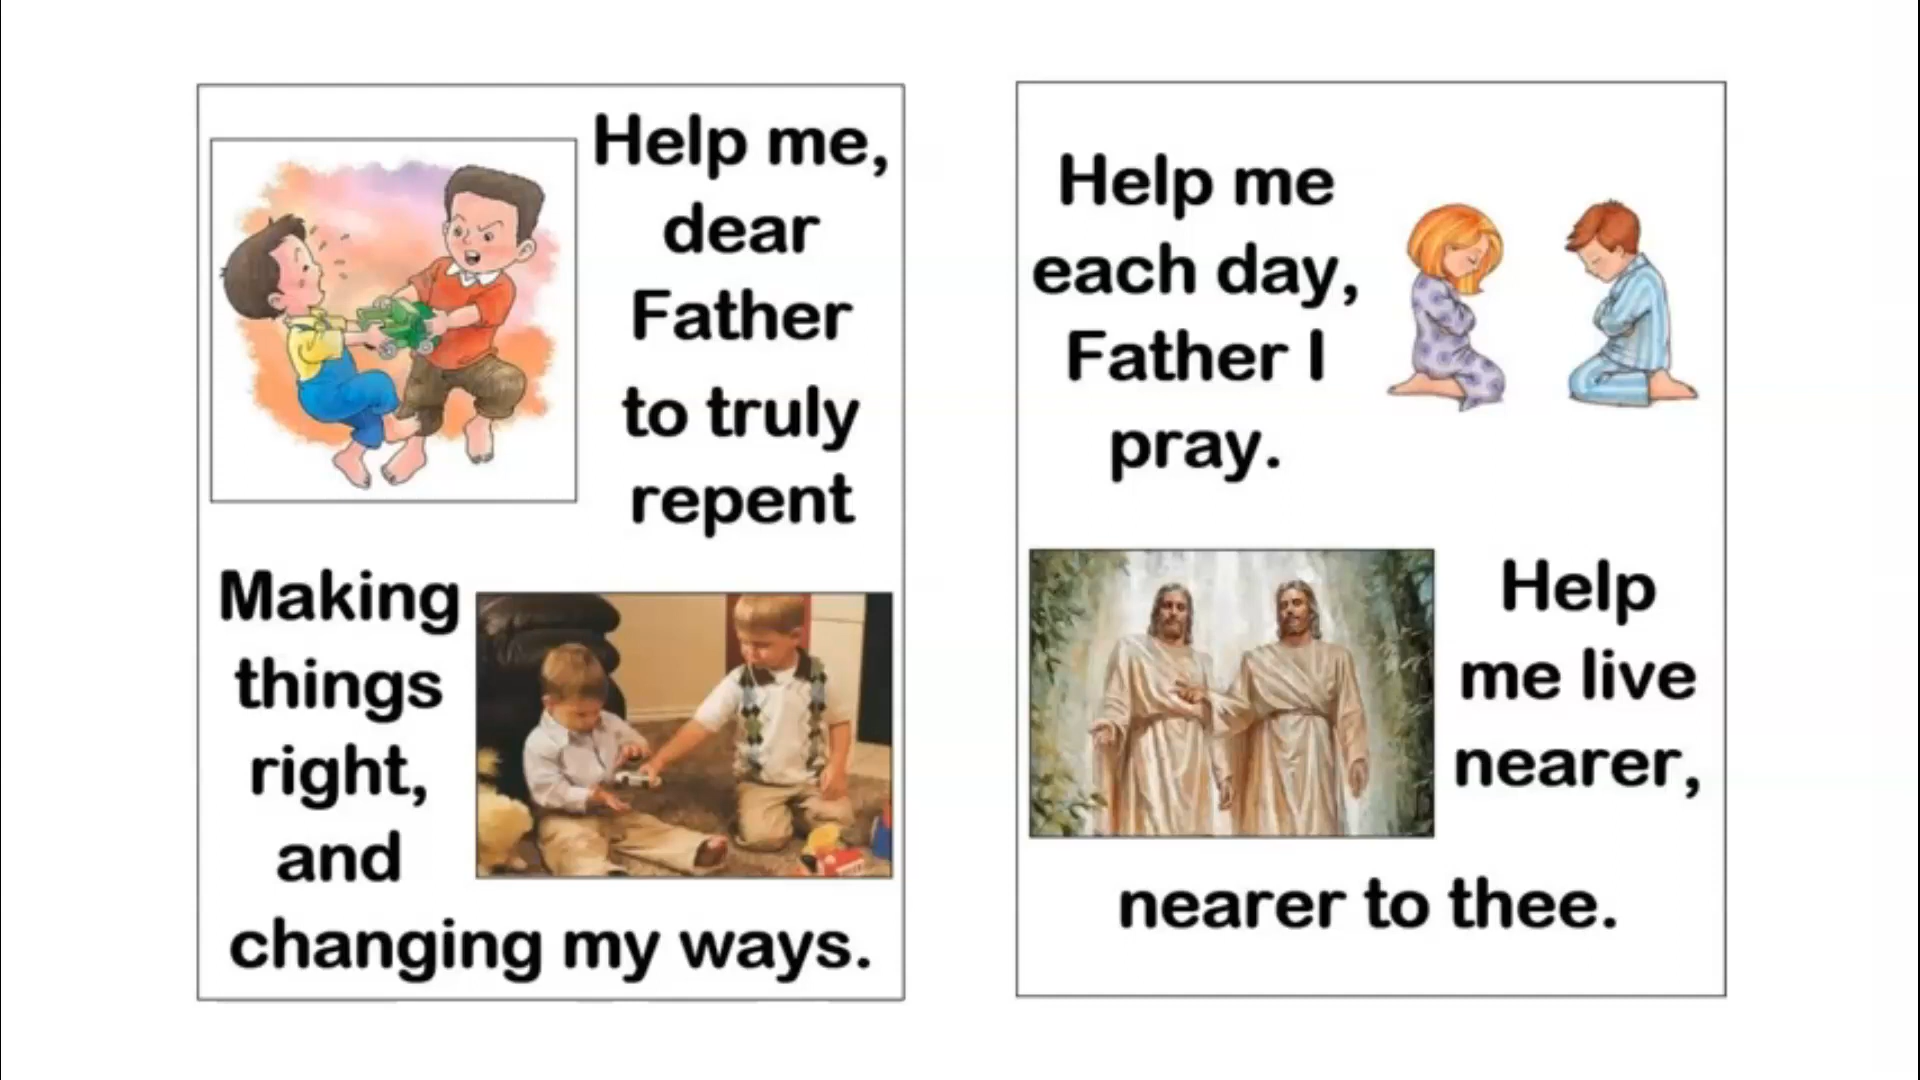 Help me,
dear
Father
to truly
repent
Making
things
right,
and
changing my ways.
Help me
each day,
Father I
pray.
Help
me live
nearer,
nearer to thee.